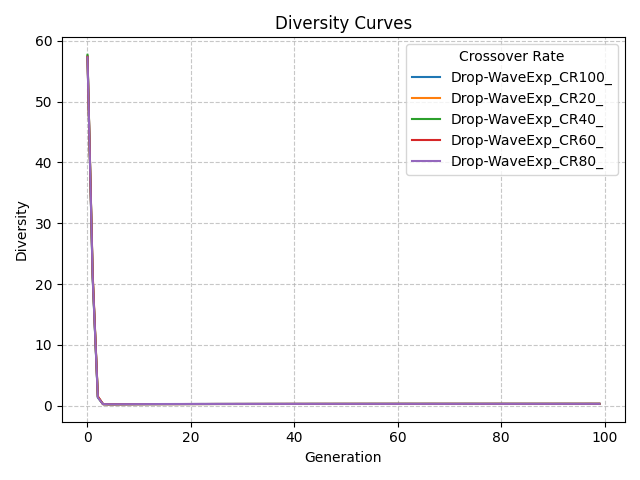 Diversity Curves
Crossover Rate
Drop-WaveExp_CR100_
Drop-WaveExp_CR20_
Drop-WaveExp_CR40_
Drop-WaveExp_CR60_
Drop-WaveExp_CR80_
Diversity
60
50
40
30
20
10
0
0 20 40 60 80 100
Generation